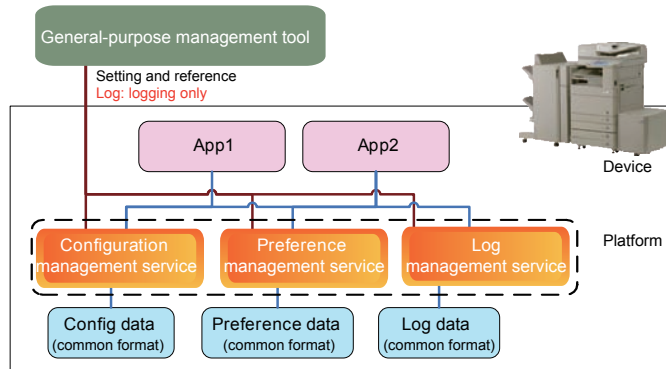 General-purpose management tool
Setting and reference
Log: logging only
App1
App2
Device
Configuration
management service
Preference
management service
Log
management service
Platform
Config data
(common format)
Preference data
(common format)
Log data
(common format)